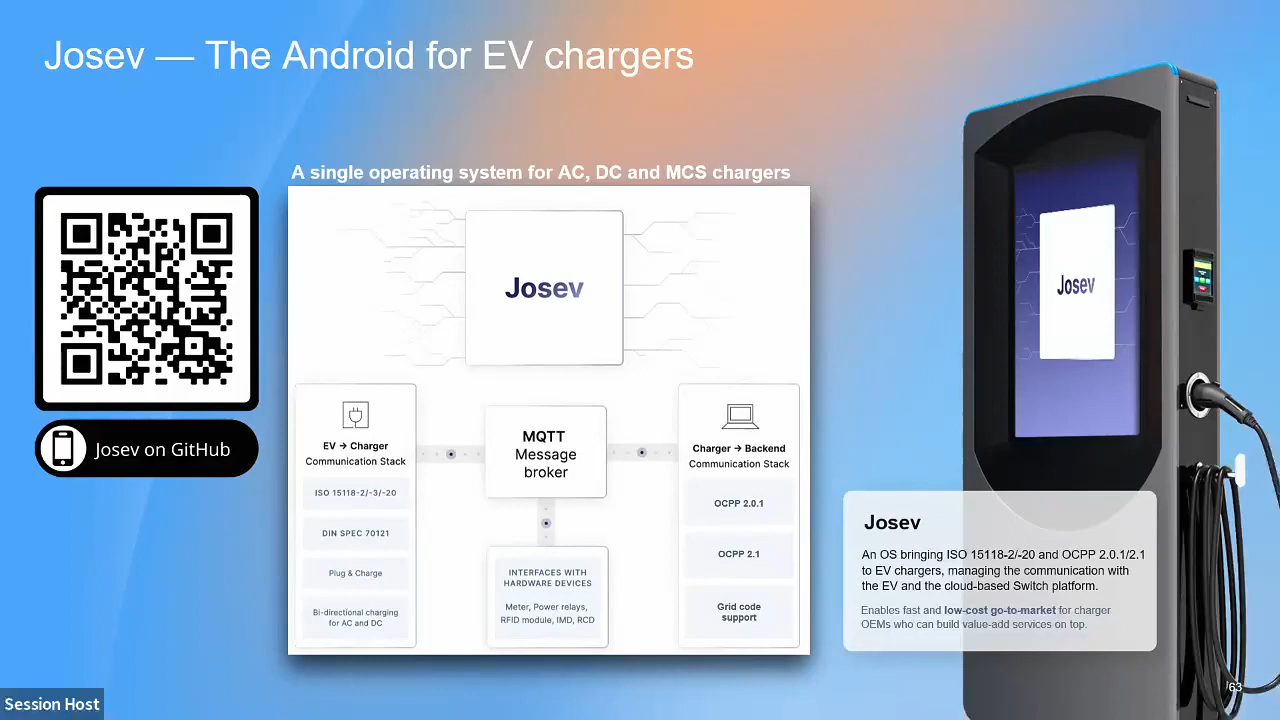 Josev — The Android for EV chargers
A single operating system for AC, DC and MCS chargers
Josev
Josev on GitHub
EV → Charger
Communication Stack
ISO 15118-2/-3/-20
DIN SPEC 70121
Plug & Charge
Bi-directional charging
for AC and DC
MQTT
Message
broker
INTERFACES WITH
HARDWARE DEVICES
Meter, Power relays,
RFID module, IMD, RCD
Charger → Backend
Communication Stack
OCPP 2.0.1
OCPP 2.1
Grid code
support
Josev
Josev
An OS bringing ISO 15118-2/-20 and OCPP 2.0.1/2.1
to EV chargers, managing the communication with
the EV and the cloud-based Switch platform.
Enables fast and low-cost go-to-market for charger
OEMs who can build value-add services on top.
63
Session Host